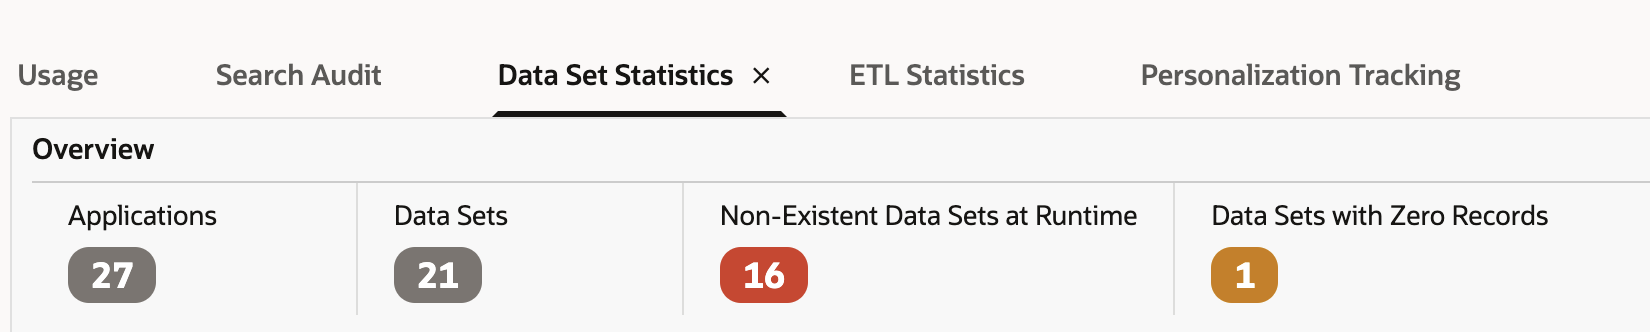 Usage Search Audit Data Set Statistics × ETL Statistics Personalization Tracking
Overview
Applications Data Sets Non-Existent Data Sets at Runtime Data Sets with Zero Records
27 21 16 1